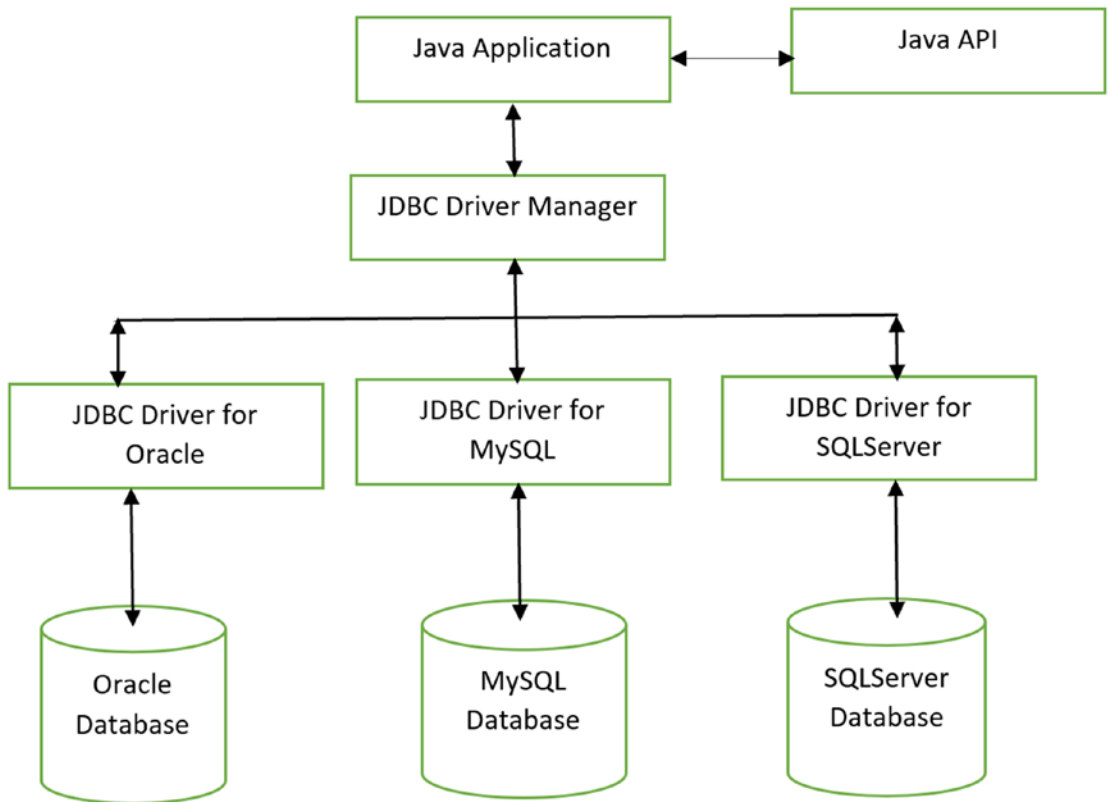 Java Application
Java API
JDBC Driver Manager
JDBC Driver for
Oracle
JDBC Driver for
MySQL
JDBC Driver for
SQLServer
Oracle
Database
MySQL
Database
SQLServer
Database